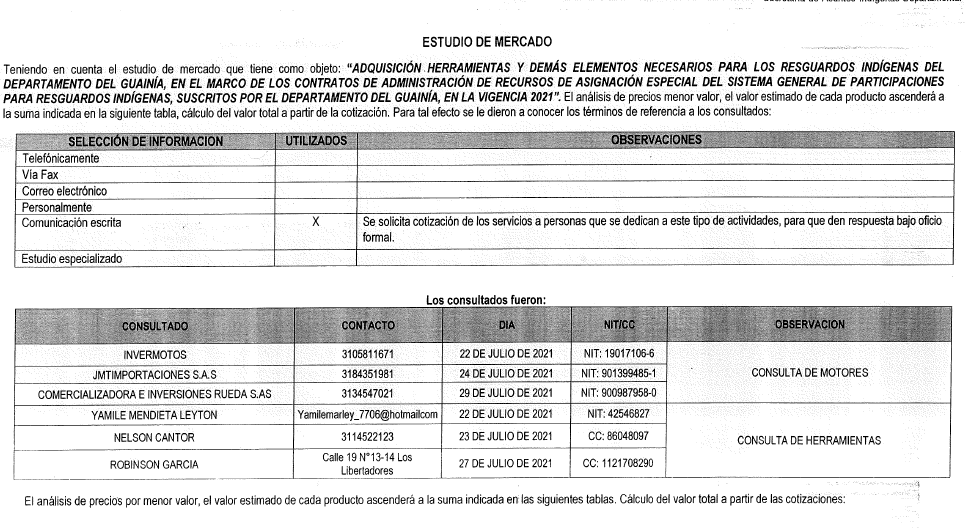 ESTUDIO DE MERCADO
Teniendo en cuenta el estudio de mercado que tiene como objeto: "ADQUISICIÓN HERRAMIENTAS Y DEMÁS ELEMENTOS NECESARIOS PARA LOS RESGUARDOS INDÍGENAS DEL
DEPARTAMENTO DEL GUAINÍA, EN EL MARCO DE LOS CONTRATOS DE ADMINISTRACIÓN DE RECURSOS DE ASIGNACIÓN ESPECIAL DEL SISTEMA GENERAL DE PARTICIPACIONES
PARA RESGUARDOS INDÍGENAS, SUSCRITOS POR EL DEPARTAMENTO DEL GUAINÍA, EN LA VIGENCIA 2021". El análisis de precios menor valor, el valor estimado de cada producto ascenderá a
la suma indicada en la siguiente tabla, cálculo del valor total a partir de la cotización. Para tal efecto se le dieron a conocer los términos de referencia a los consultados:
SELECCIÓN DE INFORMACION UTILIZADOS OBSERVACIONES
Telefónicamente
Vía Fax
Correo electrónico
Personalmente
Comunicación escrita X Se solicita cotización de los servicios a personas que se dedican a este tipo de actividades, para que den respuesta bajo oficio
formal.
Estudio especializado
Los consultados fueron:
CONSULTADO CONTACTO DIA NIT/CC OBSERVACION
INVERMOTOS 3105811671 22 DE JULIO DE 2021 NIT: 19017106-6
JMTIMPORTACIONES S.A.S 3184351981 24 DE JULIO DE 2021 NIT: 901399485-1 CONSULTA DE MOTORES
COMERCIALIZADORA E INVERSIONES RUEDA S.AS 3134547021 29 DE JULIO DE 2021 NIT: 900987958-0
YAMILE MENDIETA LEYTON Yamilemarley_7706@hotmailcom 22 DE JULIO DE 2021 NIT: 42546827
NELSON CANTOR 3114522123 23 DE JULIO DE 2021 CC: 86048097 CONSULTA DE HERRAMIENTAS
ROBINSON GARCIA Calle 19 N°13-14 Los
Libertadores 27 DE JULIO DE 2021 CC: 1121708290
El análisis de precios por menor valor, el valor estimado de cada producto ascenderá a la suma indicada en las siguientes tablas. Cálculo del valor total a partir de las cotizaciones: